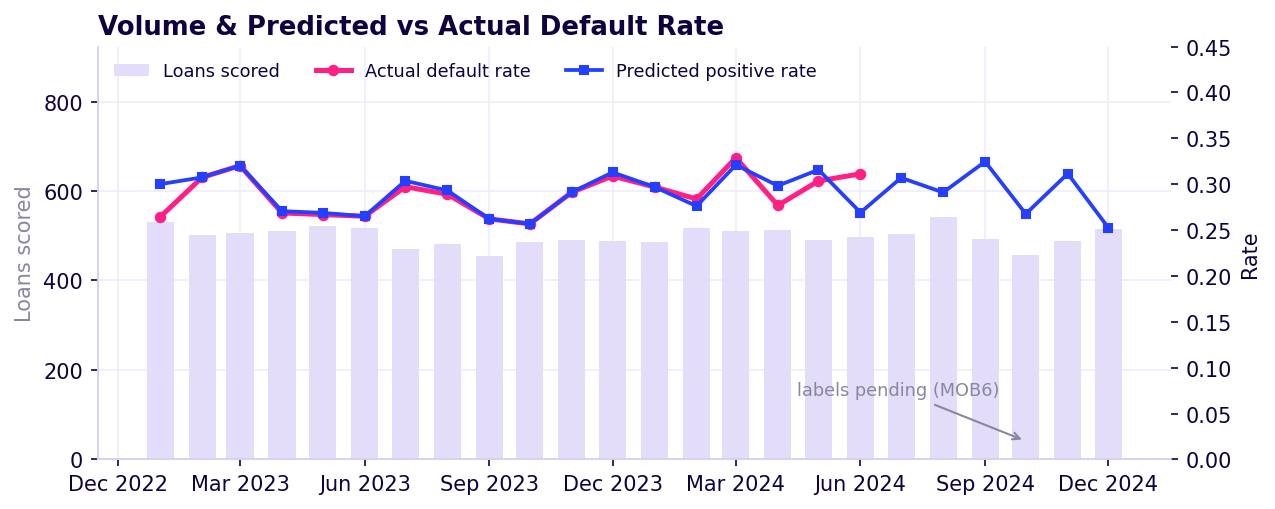 Volume & Predicted vs Actual Default Rate
Loans scored
Actual default rate
Predicted positive rate
0.45
0.40
0.35
0.30
0.25
0.20
0.15
0.10
0.05
0.00
Rate
800
600
400
200
0
Loans scored
labels pending (MOB6)
Dec 2022
Mar 2023
Jun 2023
Sep 2023
Dec 2023
Mar 2024
Jun 2024
Sep 2024
Dec 2024